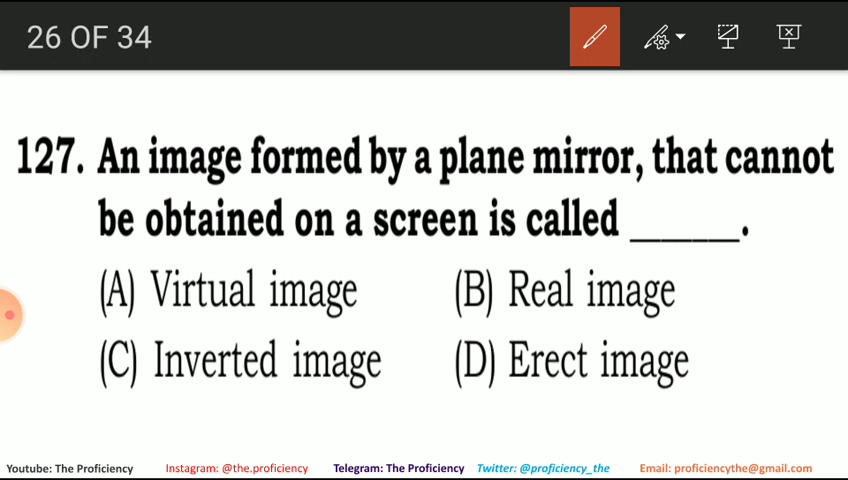 26 OF 34
127. An image formed by a plane mirror, that cannot
be obtained on a screen is called ______.
(A) Virtual image (B) Real image
(C) Inverted image (D) Erect image
Youtube: The Proficiency Instagram: @the.proficiency Telegram: The Proficiency Twitter: @proficiency_the Email: proficiencythe@gmail.com